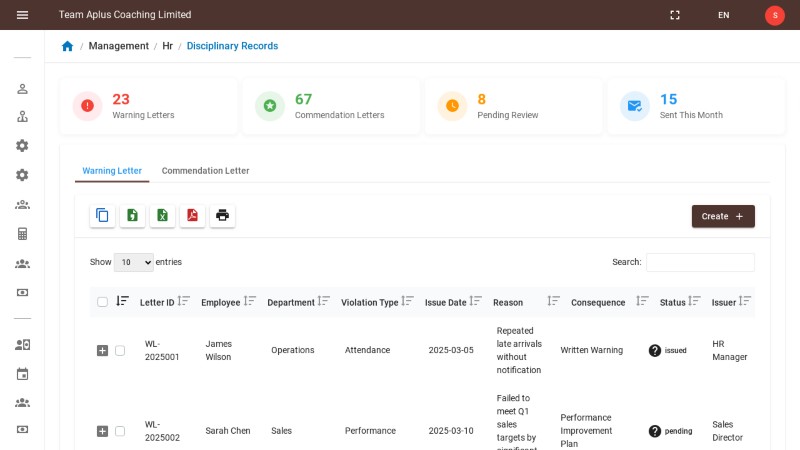 Team Aplus Coaching Limited
EN
S
/ Management / Hr / Disciplinary Records
23
Warning Letters
67
Commendation Letters
8
Pending Review
15
Sent This Month
Warning Letter
Commendation Letter
Create +
Show 10 entries
Search:
Letter ID
Employee
Department
Violation Type
Issue Date
Reason
Consequence
Status
Issuer
WL-
2025001
James
Wilson
Operations
Attendance
2025-03-05
Repeated
late arrivals
without
notification
Written Warning
issued
HR
Manager
WL-
2025002
Sarah Chen
Sales
Performance
2025-03-10
Failed to
meet Q1
sales
targets by
significant
Performance
Improvement
Plan
pending
Sales
Director